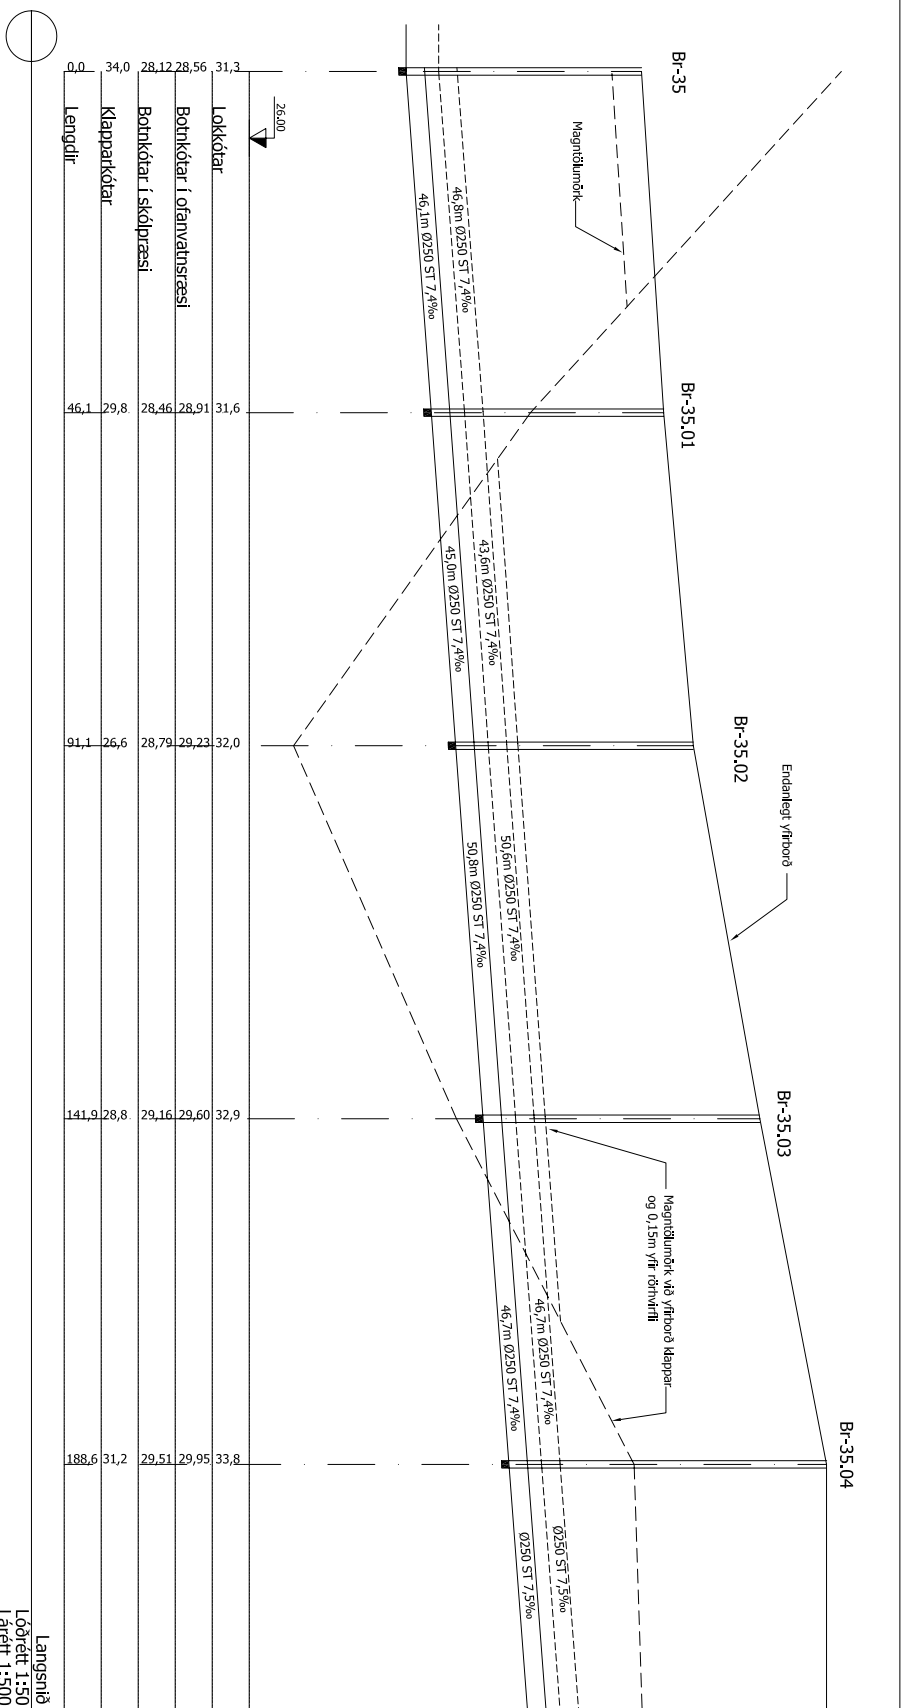 Br-35
Br-35.01
Br-35.02
Br-35.03
Br-35.04
Endanlegt yfirborð
Magntölumörk
Magntölumörk við yfirborð klappar
og 0,15m yfir rörhvirfli
46,8m Ø250 ST 7,4‰
43,6m Ø250 ST 7,4‰
50,6m Ø250 ST 7,4‰
46,7m Ø250 ST 7,4‰
Ø250 ST 7,5‰
46,1m Ø250 ST 7,4‰
45,0m Ø250 ST 7,4‰
50,8m Ø250 ST 7,4‰
46,7m Ø250 ST 7,4‰
Ø250 ST 7,5‰
26.00
31,3 Lokkótar 31,6 32,0 32,9 33,8
28,56 Botnkótar í ofanvatnsræsi 28,91 29,23 29,60 29,95
28,12 Botnkótar í skólpræsi 28,46 28,79 29,16 29,51
34,0 Klapparkótar 29,8 26,6 28,8 31,2
0,0 Lengdir 46,1 91,1 141,9 188,6
Langsnið
Lóðrétt 1:50
Lárétt 1:500